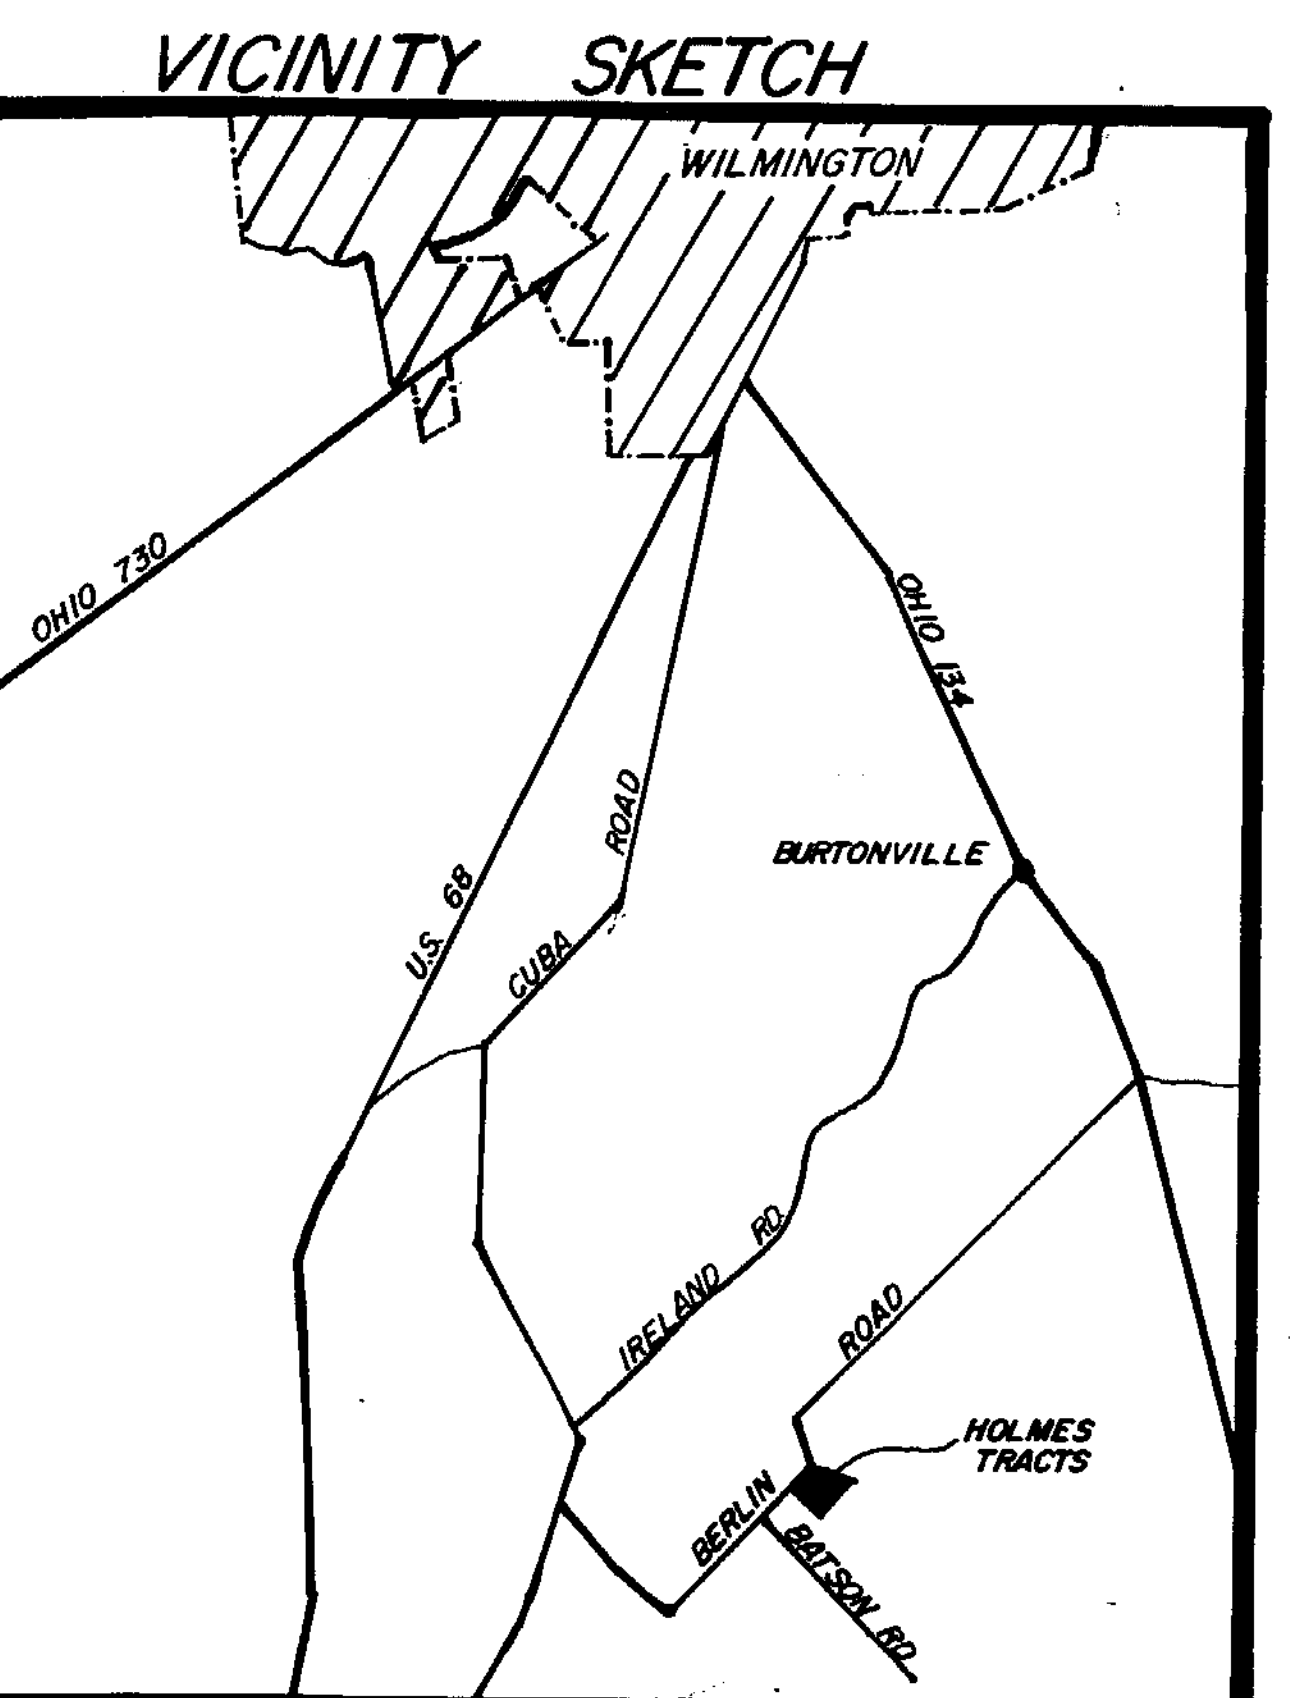 VICINITY SKETCH
WILMINGTON
OHIO 730
OHIO 134
ROAD
BURTONVILLE
U.S. 68
CUBA
RD.
IRELAND
ROAD
HOLMES
TRACTS
BERLIN
BATSON RD.